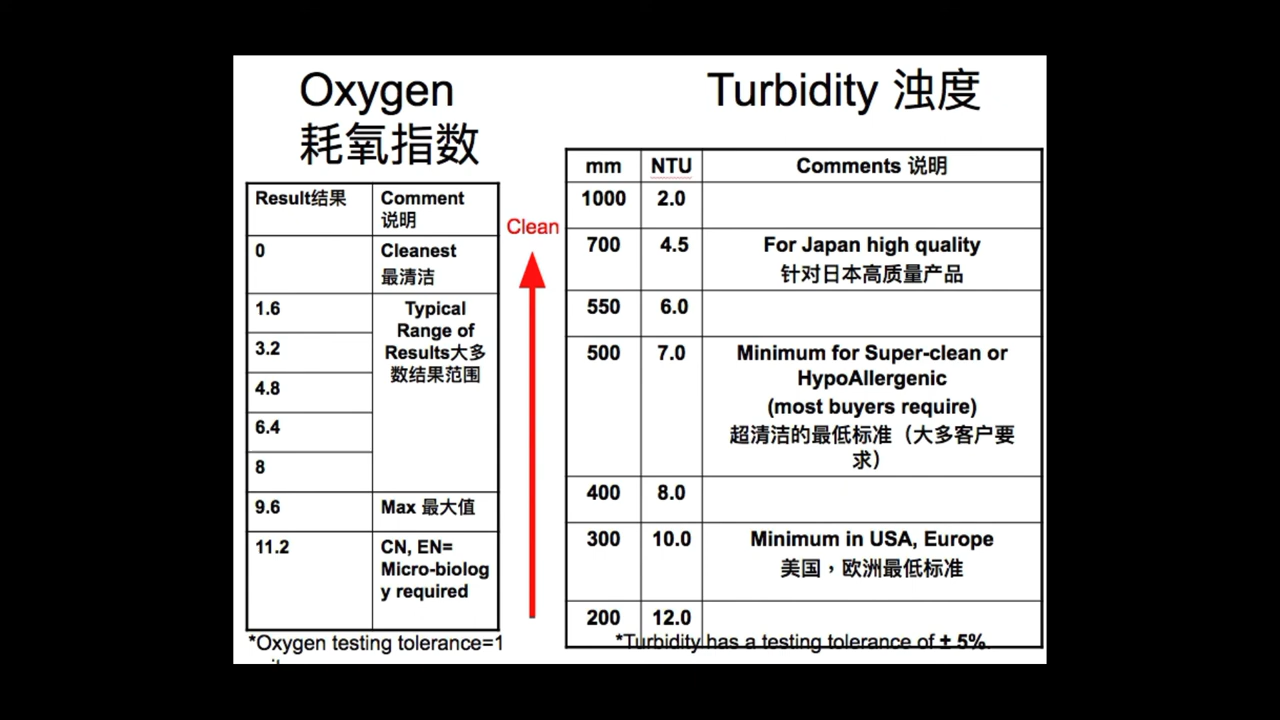 Oxygen
耗氧指数
Result结果 Comment
说明
0 Cleanest
最清洁
1.6 Typical
Range of
3.2 Results大多
数结果范围
4.8
6.4
8
9.6 Max 最大值
11.2 CN, EN=
Micro-biolog
y required
*Oxygen testing tolerance=1
Clean
Turbidity 浊度
mm NTU Comments 说明
1000 2.0
700 4.5 For Japan high quality
针对日本高质量产品
550 6.0
500 7.0 Minimum for Super-clean or
HypoAllergenic
(most buyers require)
超清洁的最低标准（大多客户要
求）
400 8.0
300 10.0 Minimum in USA, Europe
美国，欧洲最低标准
200 12.0
*Turbidity has a testing tolerance of ± 5%.